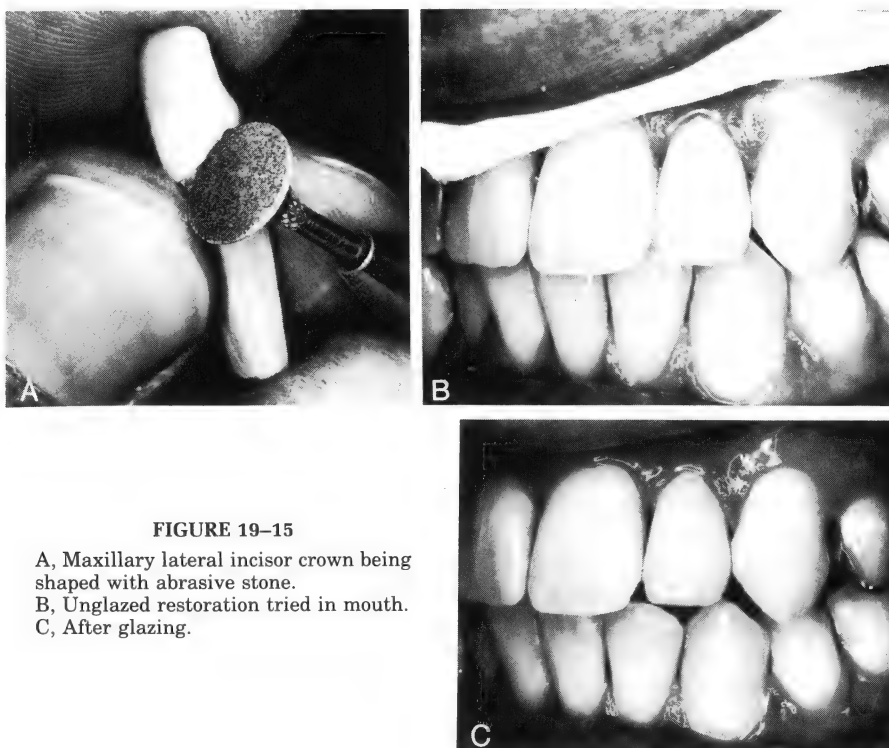 A
B
FIGURE 19–15
A, Maxillary lateral incisor crown being
shaped with abrasive stone.
B, Unglazed restoration tried in mouth.
C, After glazing.
C